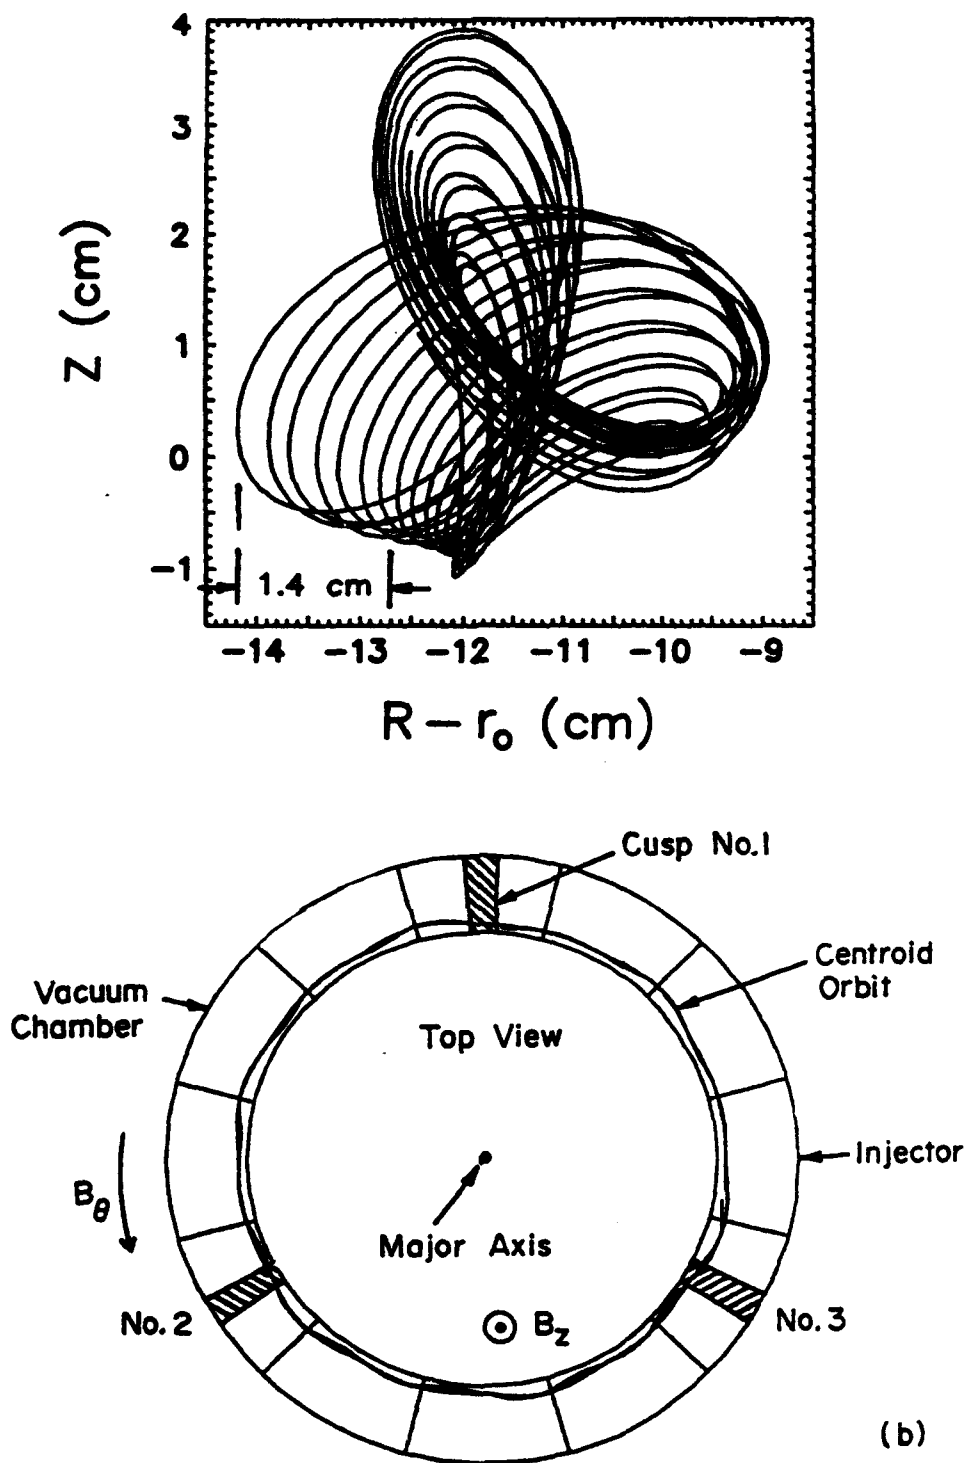 4
3
2
1
0
-1
Z (cm)
1.4 cm
-14 -13 -12 -11 -10 -9
R - r₀ (cm)
Cusp No.1
Centroid
Orbit
Vacuum
Chamber
Top View
Injector
Bθ
Major Axis
No.2
B_z
No.3
(b)